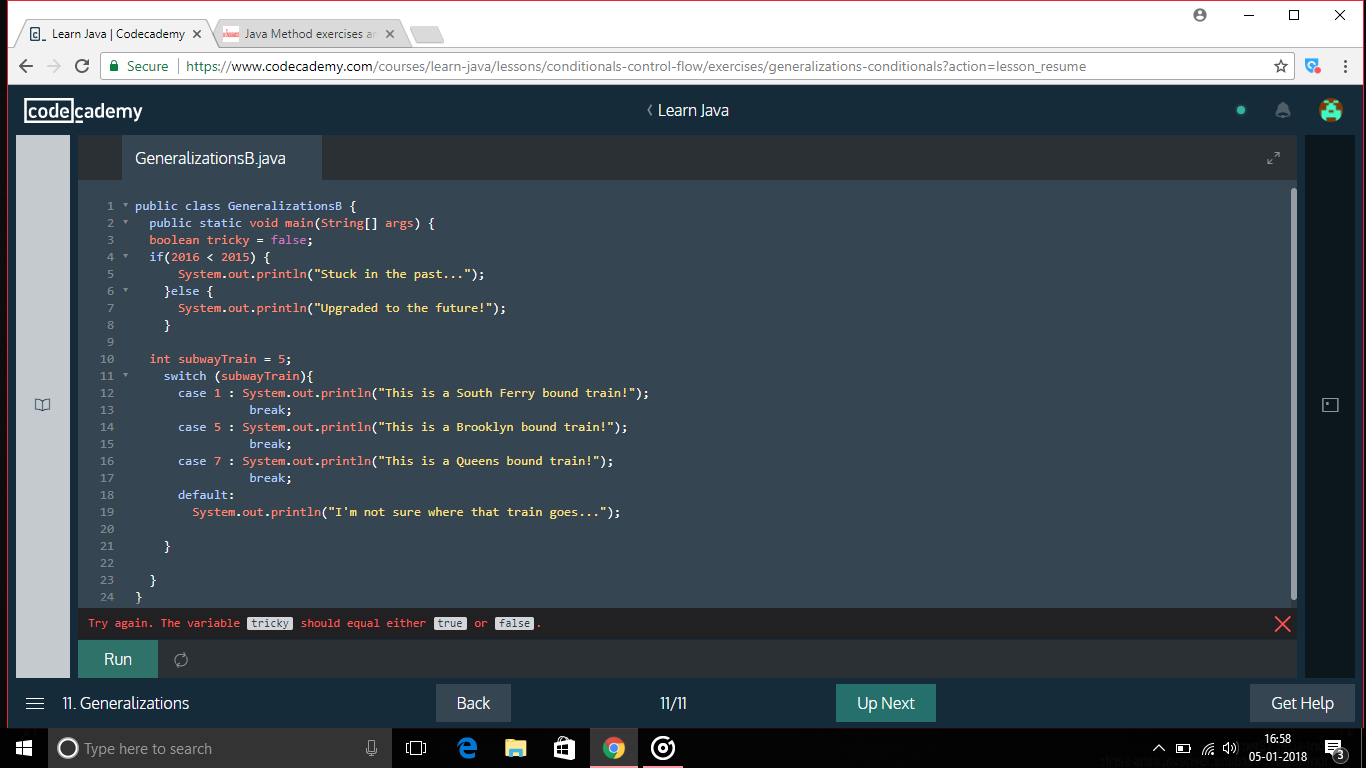 Learn Java | Codecademy
Java Method exercises an
Secure
https://www.codecademy.com/courses/learn-java/lessons/conditionals-control-flow/exercises/generalizations-conditionals?action=lesson_resume
codecademy
Learn Java
GeneralizationsB.java
1 public class GeneralizationsB {
2 public static void main(String[] args) {
3 boolean tricky = false;
4 if(2016 < 2015) {
5 System.out.println("Stuck in the past...");
6 }else {
7 System.out.println("Upgraded to the future!");
8 }
9
10 int subwayTrain = 5;
11 switch (subwayTrain){
12 case 1 : System.out.println("This is a South Ferry bound train!");
13 break;
14 case 5 : System.out.println("This is a Brooklyn bound train!");
15 break;
16 case 7 : System.out.println("This is a Queens bound train!");
17 break;
18 default:
19 System.out.println("I'm not sure where that train goes...");
20
21 }
22
23 }
24 }
Try again. The variable tricky should equal either true or false.
Run
11. Generalizations
Back
11/11
Up Next
Get Help
Type here to search
16:58
05-01-2018
3